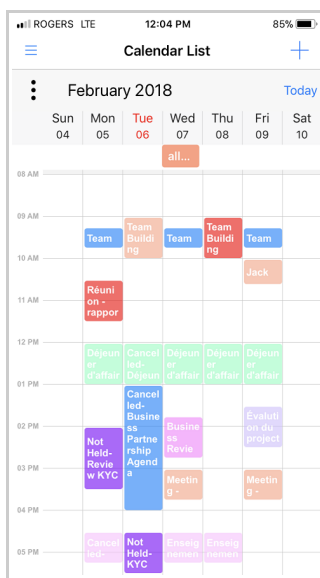 ROGERS LTE 12:04 PM 85%
Calendar List
February 2018 Today
Sun Mon Tue Wed Thu Fri Sat
04 05 06 07 08 09 10
all...
08 AM
09 AM
Team
Team
Buildi
ng
Team
Team
Buildi
ng
Team
10 AM
Jack
Réuni
on -
rappor
11 AM
12 PM
Déjeun
er
d'affair
Cancel
led-
Déjeun
Déjeun
er
d'affair
Déjeun
er
d'affair
Déjeun
er
d'affair
01 PM
Cancel
led-
Busine
ss
Partne
rship
Agend
a
Évaluti
on du
project
Busine
ss
Revie
02 PM
Not
Held-
Revie
w KYC
03 PM
Meetin
g -
Meetin
g -
04 PM
Cancel
led-
Not
Held-
KYC
Enseig
nemen
Enseig
nemen
05 PM